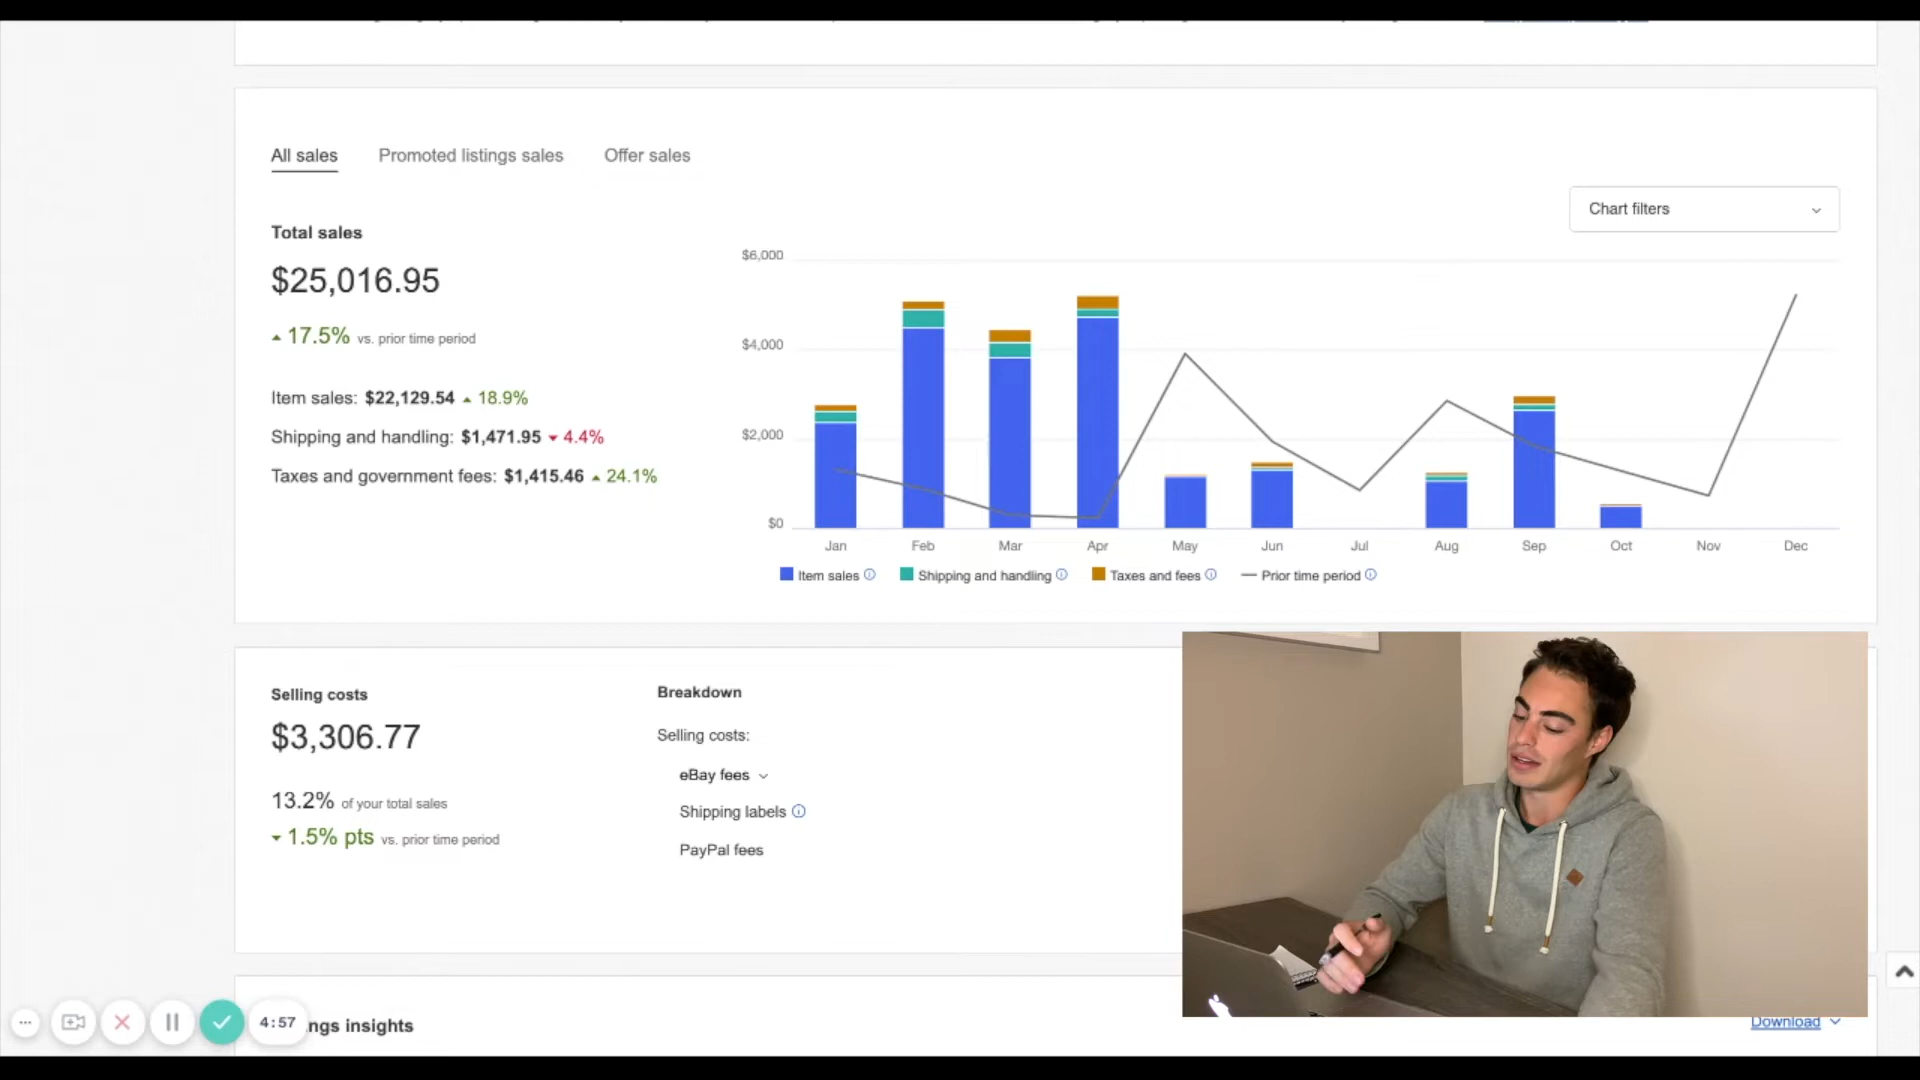 All sales Promoted listings sales Offer sales
Chart filters
Total sales
$25,016.95
17.5% vs. prior time period
Item sales: $22,129.54 18.9%
Shipping and handling: $1,471.95 4.4%
Taxes and government fees: $1,415.46 24.1%
$6,000
$4,000
$2,000
$0
Jan Feb Mar Apr May Jun Jul Aug Sep Oct Nov Dec
Item sales Shipping and handling Taxes and fees Prior time period
Selling costs
$3,306.77
13.2% of your total sales
1.5% pts vs. prior time period
Breakdown
Selling costs:
eBay fees
Shipping labels
PayPal fees
4:57
ngs insights
Download